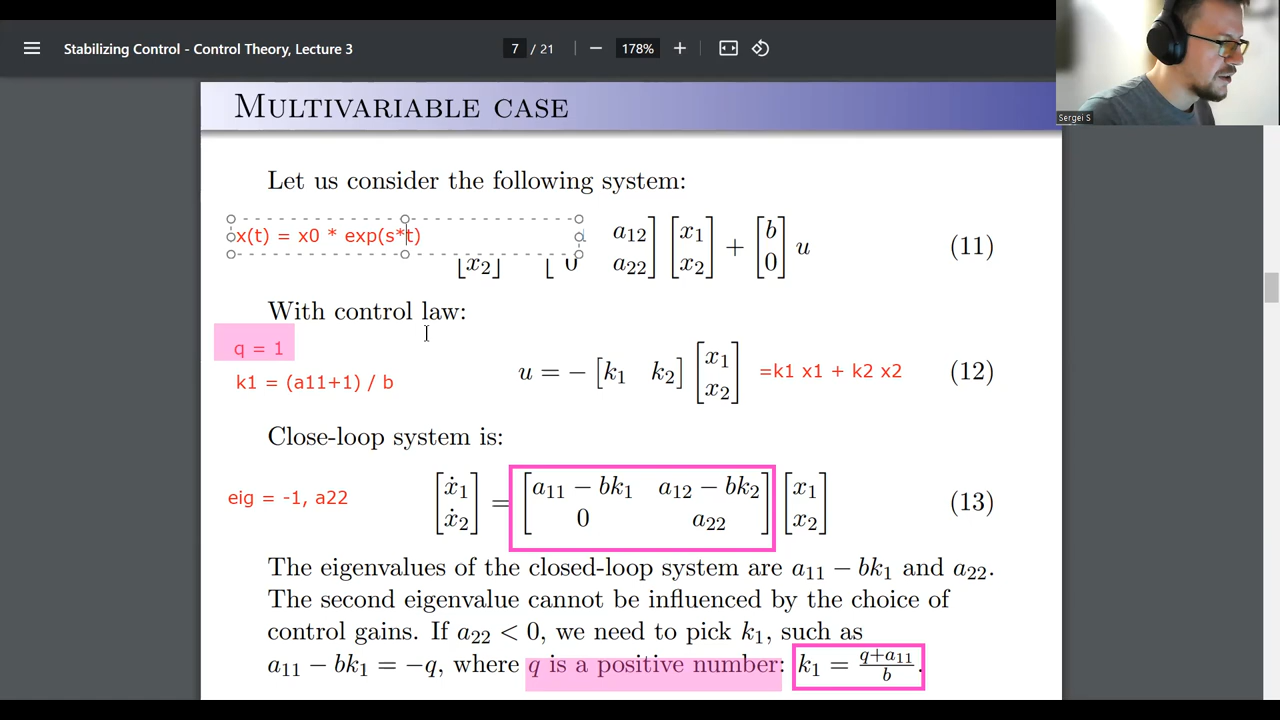 Stabilizing Control - Control Theory, Lecture 3
7 / 21
178%
Sergei S
MULTIVARIABLE CASE
Let us consider the following system:
x(t) = x0 * exp(s*t)
[x₂] [0 a₁₂ a₂₂] [x₁ x₂] + [b 0] u (11)
With control law:
q = 1
k1 = (a11+1) / b
u = − [k₁ k₂] [x₁ x₂] =k1 x1 + k2 x2 (12)
Close-loop system is:
eig = -1, a22
[ẋ₁ ẋ₂] = [a₁₁ − bk₁ a₁₂ − bk₂ 0 a₂₂] [x₁ x₂] (13)
The eigenvalues of the closed-loop system are a₁₁ − bk₁ and a₂₂.
The second eigenvalue cannot be influenced by the choice of
control gains. If a₂₂ < 0, we need to pick k₁, such as
a₁₁ − bk₁ = −q, where q is a positive number: k₁ = (q+a₁₁)/b.